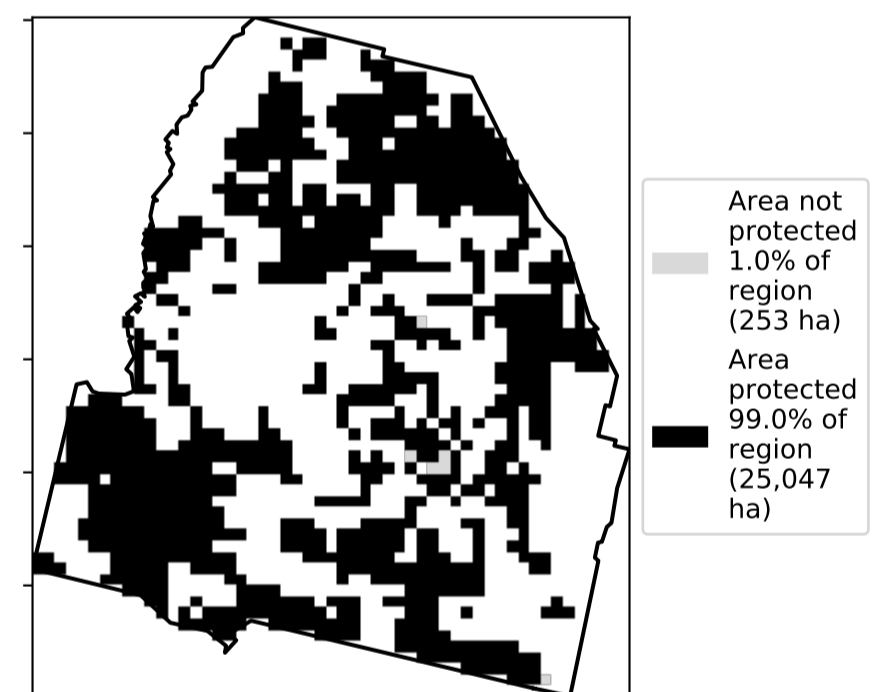 Area not
protected
1.0% of
region
(253 ha)
Area
protected
99.0% of
region
(25,047
ha)